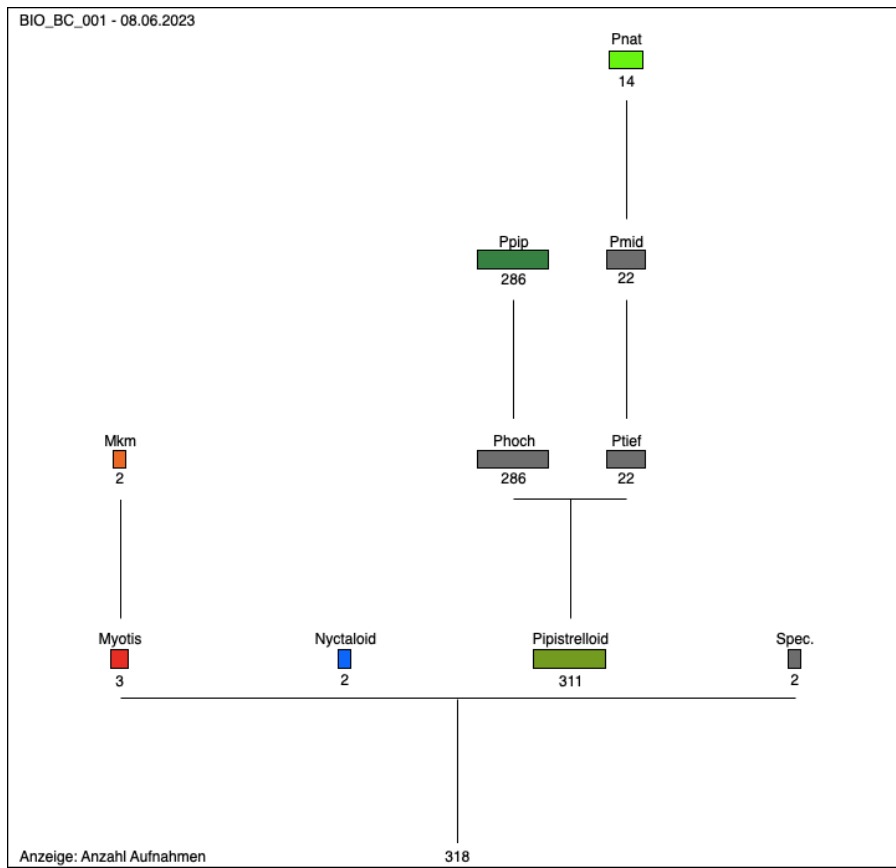 BIO_BC_001 - 08.06.2023
Pnat
14
Ppip Pmid
286 22
Mkm Phoch Ptief
2 286 22
Myotis Nyctaloid Pipistrelloid Spec.
3 2 311 2
Anzeige: Anzahl Aufnahmen 318